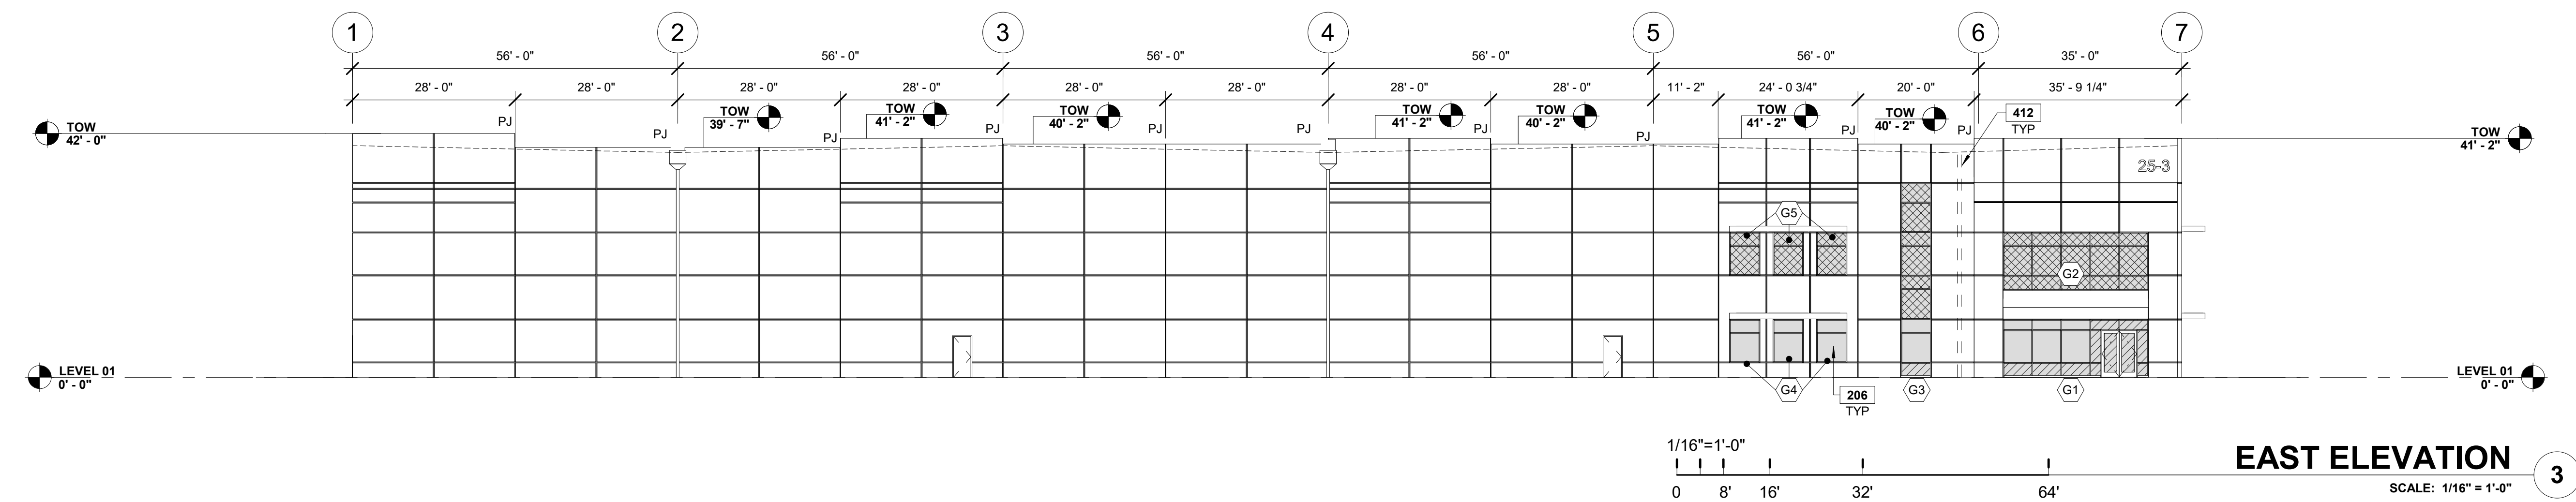 1 2 3 4 5 6 7
56' - 0" 56' - 0" 56' - 0" 56' - 0" 56' - 0" 35' - 0"
28' - 0" 28' - 0" 28' - 0" 28' - 0" 28' - 0" 28' - 0" 28' - 0" 28' - 0" 11' - 2" 24' - 0 3/4" 20' - 0" 35' - 9 1/4"
TOW
39' - 7"
TOW
41' - 2"
TOW
40' - 2"
TOW
41' - 2"
TOW
40' - 2"
TOW
41' - 2"
TOW
40' - 2"
412
TYP
PJ PJ PJ PJ PJ PJ PJ PJ PJ
TOW
42' - 0"
TOW
41' - 2"
25-3
G5
G2
LEVEL 01
0' - 0"
LEVEL 01
0' - 0"
G4 G3 G1
206
TYP
1/16"=1'-0"
0 8' 16' 32' 64'
EAST ELEVATION
3
SCALE: 1/16" = 1'-0"